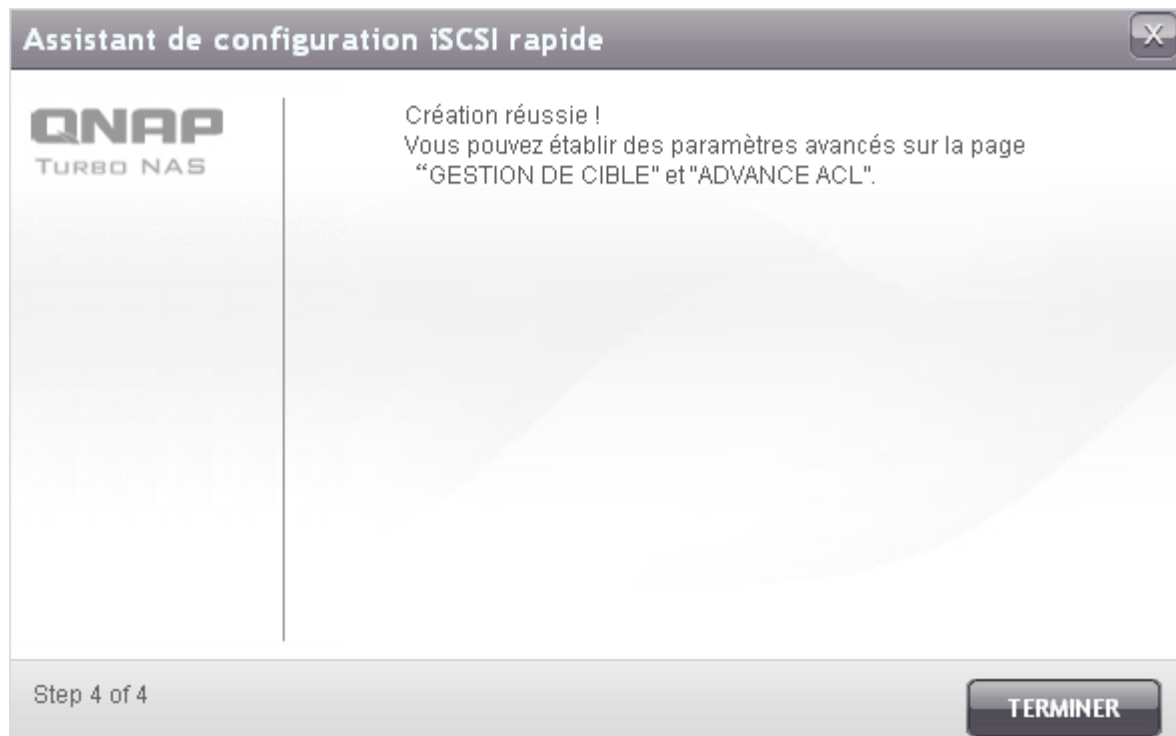 Assistant de configuration iSCSI rapide
X
QNAP
TURBO NAS
Création réussie !
Vous pouvez établir des paramètres avancés sur la page
“GESTION DE CIBLE" et "ADVANCE ACL".
Step 4 of 4
TERMINER